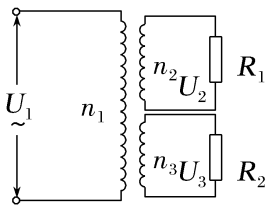 U₁
~
n₁
n₂
U₂
R₁
n₃
U₃
R₂